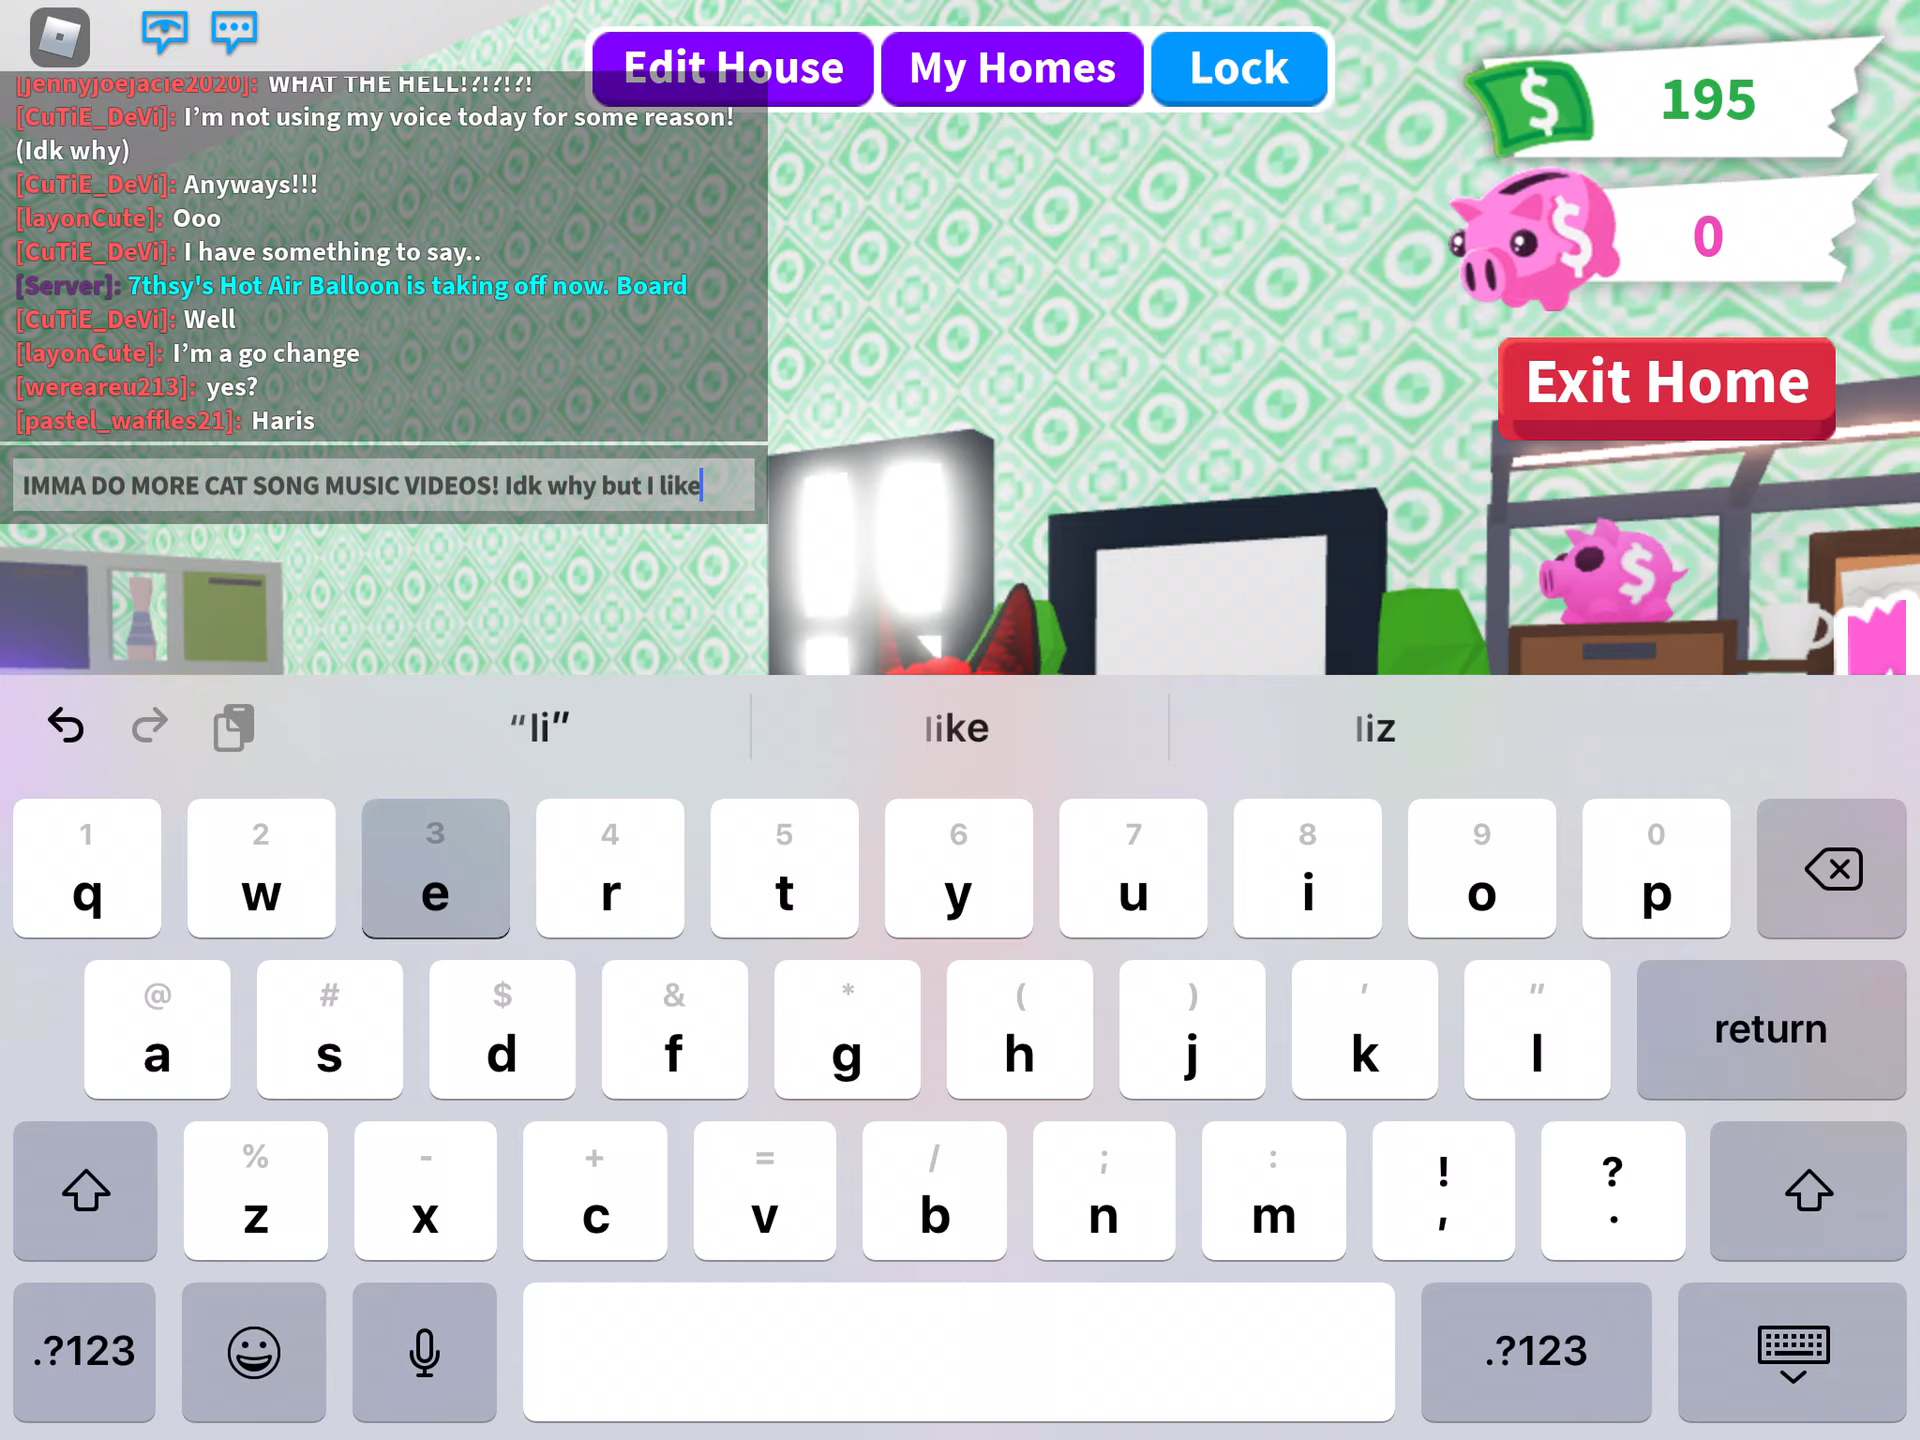 Edit House My Homes Lock
195
0
Exit Home
[jennyjoejacie2020]: WHAT THE HELL!?!?!?!
[CuTiE_DeVi]: I'm not using my voice today for some reason!
(Idk why)
[CuTiE_DeVi]: Anyways!!!
[layonCute]: Ooo
[CuTiE_DeVi]: I have something to say..
[Server]: 7thsy's Hot Air Balloon is taking off now. Board
[CuTiE_DeVi]: Well
[layonCute]: I'm a go change
[wereareu213]: yes?
[pastel_waffles21]: Haris
IMMA DO MORE CAT SONG MUSIC VIDEOS! Idk why but I like
“li” like liz
1 2 3 4 5 6 7 8 9 0
q w e r t y u i o p
@ # $ & * ( ) ' "
a s d f g h j k l return
% - + = / ; : ! ?
z x c v b n m , .
.?123 .?123